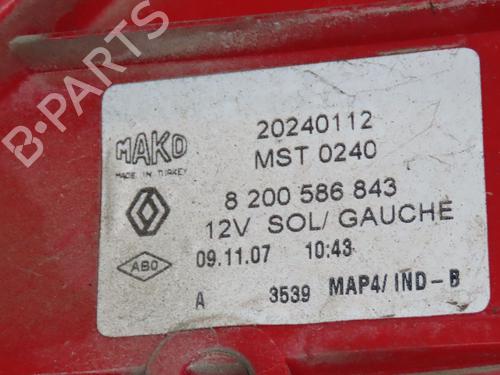 MAKO
MADE IN TURKEY
20240112
MST 0240
8 200 586 843
12V SOL/ GAUCHE
ABO
09.11.07 10:43
A 3539 MAP4/ IND-B